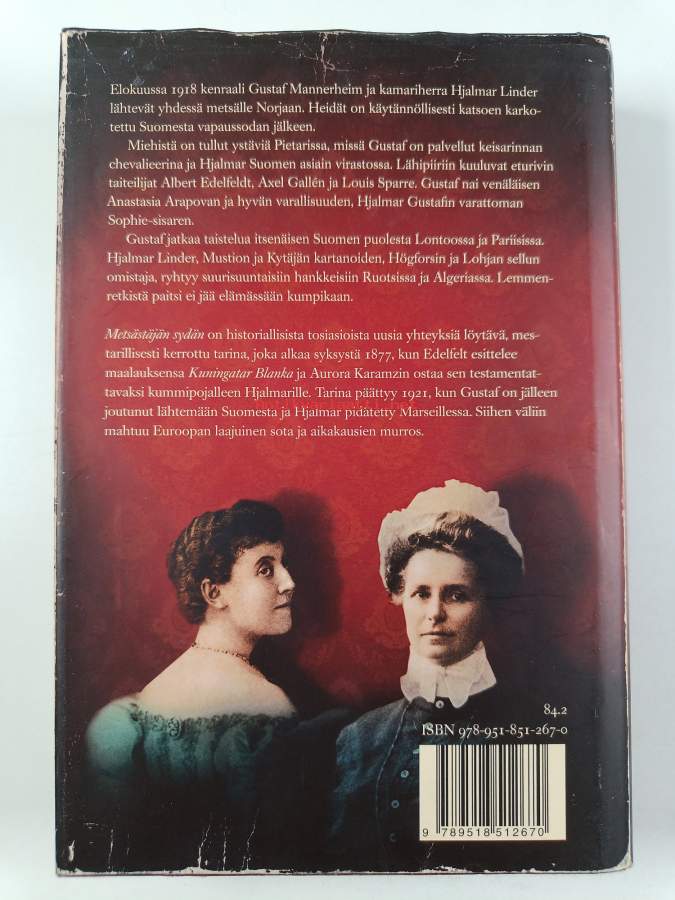 Elokuussa 1918 kenraali Gustaf Mannerheim ja kamariherra Hjalmar Linder
lähtevät yhdessä metsälle Norjaan. Heidät on käytännöllisesti katsoen karko-
tettu Suomesta vapaussodan jälkeen.
Miehistä on tullut ystäviä Pietarissa, missä Gustaf on palvellut keisarinnan
chevalieerina ja Hjalmar Suomen asiain virastossa. Lähipiiriin kuuluvat eturivin
taiteilijat Albert Edelfeldt, Axel Gallén ja Louis Sparre. Gustaf nai venäläisen
Anastasia Arapovan ja hyvän varallisuuden, Hjalmar Gustafin varattoman
Sophie-sisaren.
Gustaf jatkaa taistelua itsenäisen Suomen puolesta Lontoossa ja Pariisissa.
Hjalmar Linder, Mustion ja Kytäjän kartanoiden, Högforsin ja Lohjan sellun
omistaja, ryhtyy suurisuuntaisiin hankkeisiin Ruotsissa ja Algeriassa. Lemmen-
retkistä paitsi ei jää elämässään kumpikaan.
Metsästäjän sydän on historiallisista tosiasioista uusia yhteyksiä löytävä, mes-
tarillisesti kerrottu tarina, joka alkaa syksystä 1877, kun Edelfelt esittelee
maalauksensa Kuningatar Blanka ja Aurora Karamzin ostaa sen testamentat-
tavaksi kummipojalleen Hjalmarille. Tarina päättyy 1921, kun Gustaf on jälleen
joutunut lähtemään Suomesta ja Hjalmar pidätetty Marseillessa. Siihen väliin
mahtuu Euroopan laajuinen sota ja aikakausien murros.
84.2
ISBN 978-951-851-267-0
9 789518 512670